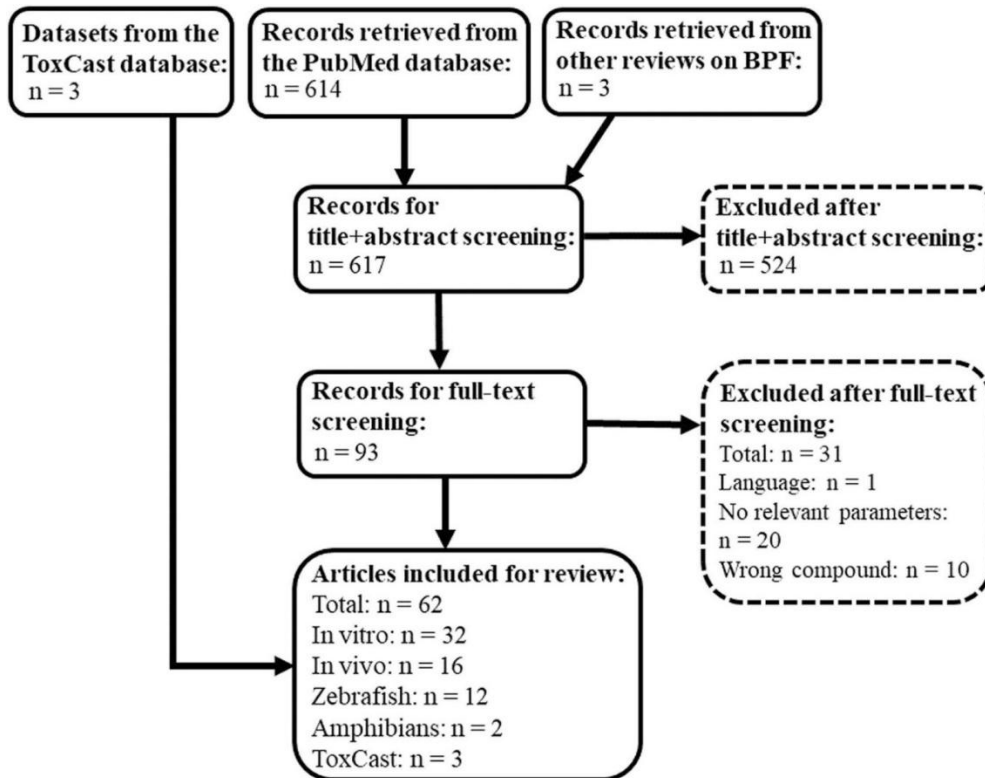 Datasets from the
ToxCast database:
n = 3
Records retrieved from
the PubMed database:
n = 614
Records retrieved from
other reviews on BPF:
n = 3
Records for
title+abstract screening:
n = 617
Excluded after
title+abstract screening:
n = 524
Records for full-text
screening:
n = 93
Excluded after full-text
screening:
Total: n = 31
Language: n = 1
No relevant parameters:
n = 20
Wrong compound: n = 10
Articles included for review:
Total: n = 62
In vitro: n = 32
In vivo: n = 16
Zebrafish: n = 12
Amphibians: n = 2
ToxCast: n = 3